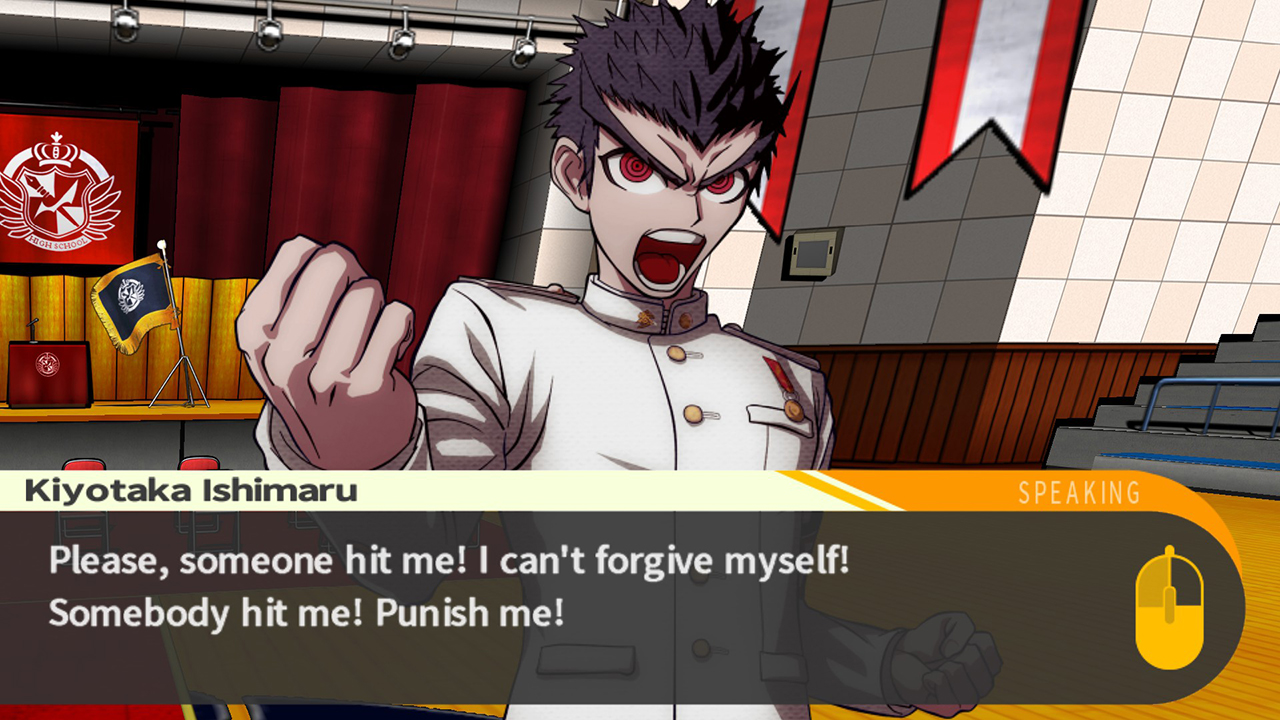 HIGH SCHOOL
Kiyotaka Ishimaru
SPEAKING
Please, someone hit me! I can't forgive myself!
Somebody hit me! Punish me!